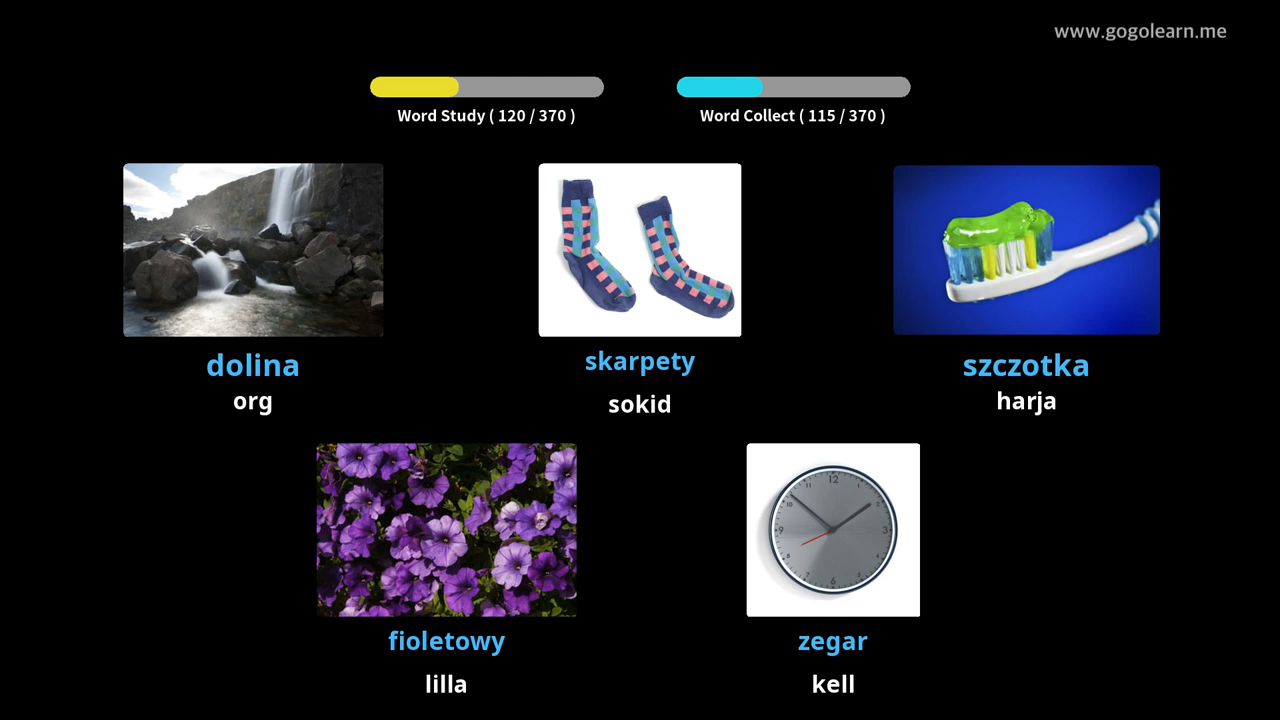 www.gogolearn.me
Word Study ( 120 / 370 )
Word Collect ( 115 / 370 )
dolina
org
skarpety
sokid
szczotka
harja
fioletowy
lilla
zegar
kell